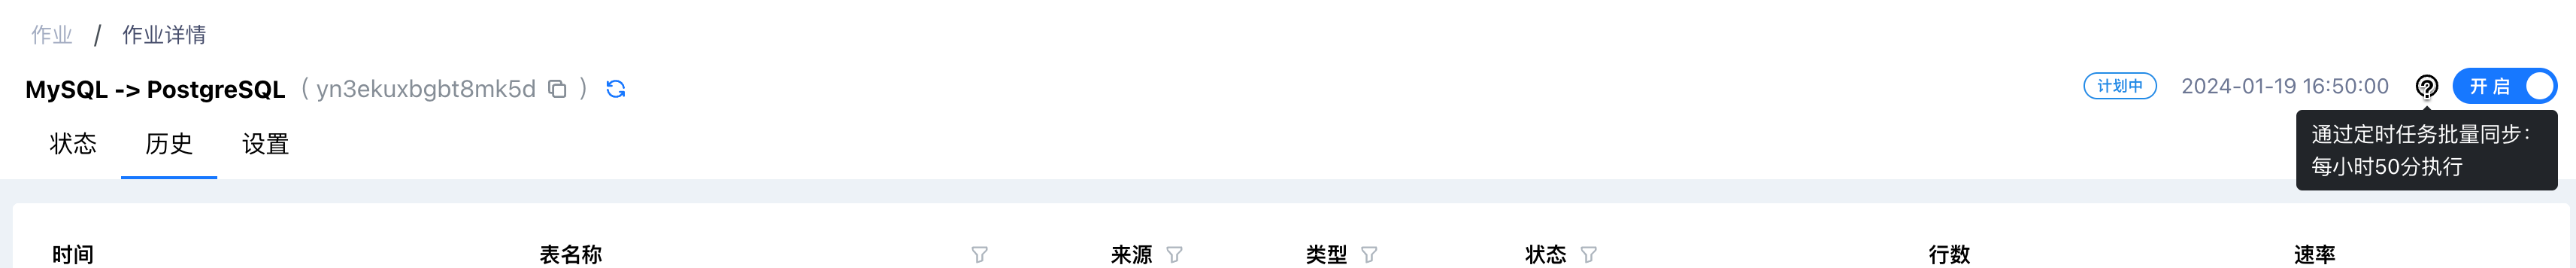 作业 / 作业详情
MySQL -> PostgreSQL ( yn3ekuxbgbt8mk5d )
计划中 2024-01-19 16:50:00 开启
状态 历史 设置
通过定时任务批量同步：
每小时50分执行
时间 表名称 来源 类型 状态 行数 速率